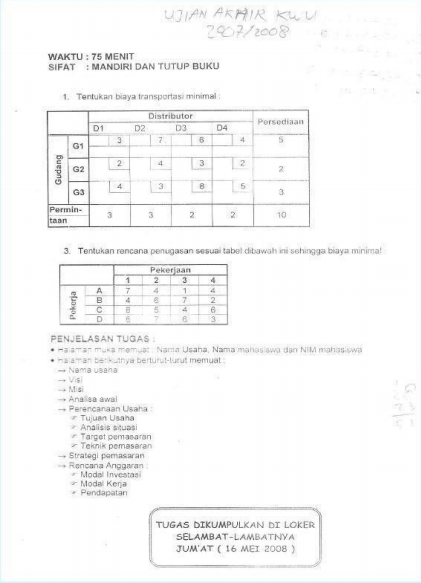 UJIAN AKHIR KWU
2007/2008
WAKTU : 75 MENIT
SIFAT : MANDIRI DAN TUTUP BUKU
1. Tentukan biaya transportasi minimal :
Distributor Persediaan
D1 D2 D3 D4
Gudang
G1 3 7 6 4 5
G2 2 4 3 2 2
G3 4 3 8 5 3
Permin-
taan 3 3 2 2 10
3. Tentukan rencana penugasan sesuai tabel dibawah ini sehingga biaya minimal
Pekerjaan
1 2 3 4
Pekerja
A 7 4 1 4
B 4 6 7 2
C 8 5 4 6
D 6 7 6 3
PENJELASAN TUGAS :
• Halaman muka memuat : Nama Usaha, Nama mahasiswa dan NIM mahasiswa
• Halaman berikutnya berturut-turut memuat :
→ Nama usaha
→ Visi
→ Misi
→ Analisa awal
→ Perencanaan Usaha :
☞ Tujuan Usaha
☞ Analisis situasi
☞ Target pemasaran
☞ Teknik pemasaran
→ Strategi pemasaran
→ Rencana Anggaran :
☞ Modal Investasi
☞ Modal Kerja
☞ Pendapatan
TUGAS DIKUMPULKAN DI LOKER
SELAMBAT-LAMBATNYA
JUM'AT ( 16 MEI 2008 )